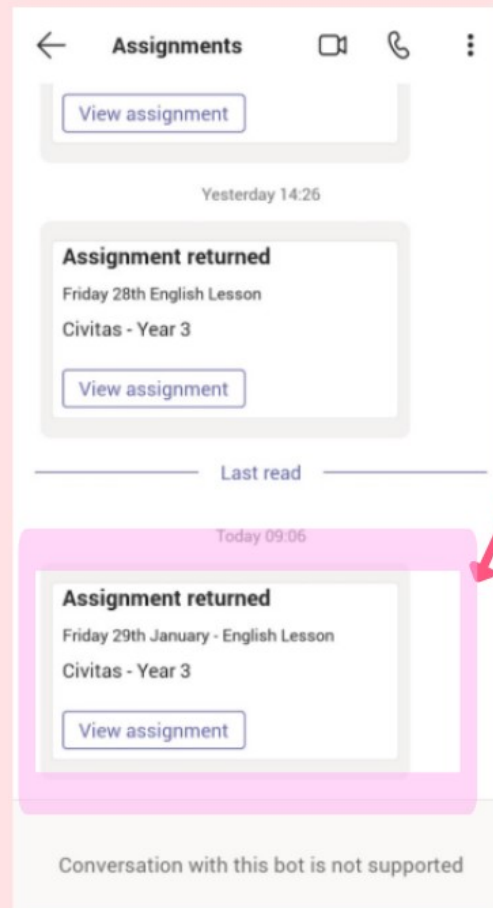 Assignments
View assignment
Yesterday 14:26
Assignment returned
Friday 28th English Lesson
Civitas - Year 3
View assignment
Last read
Today 09:06
Assignment returned
Friday 29th January - English Lesson
Civitas - Year 3
View assignment
Conversation with this bot is not supported